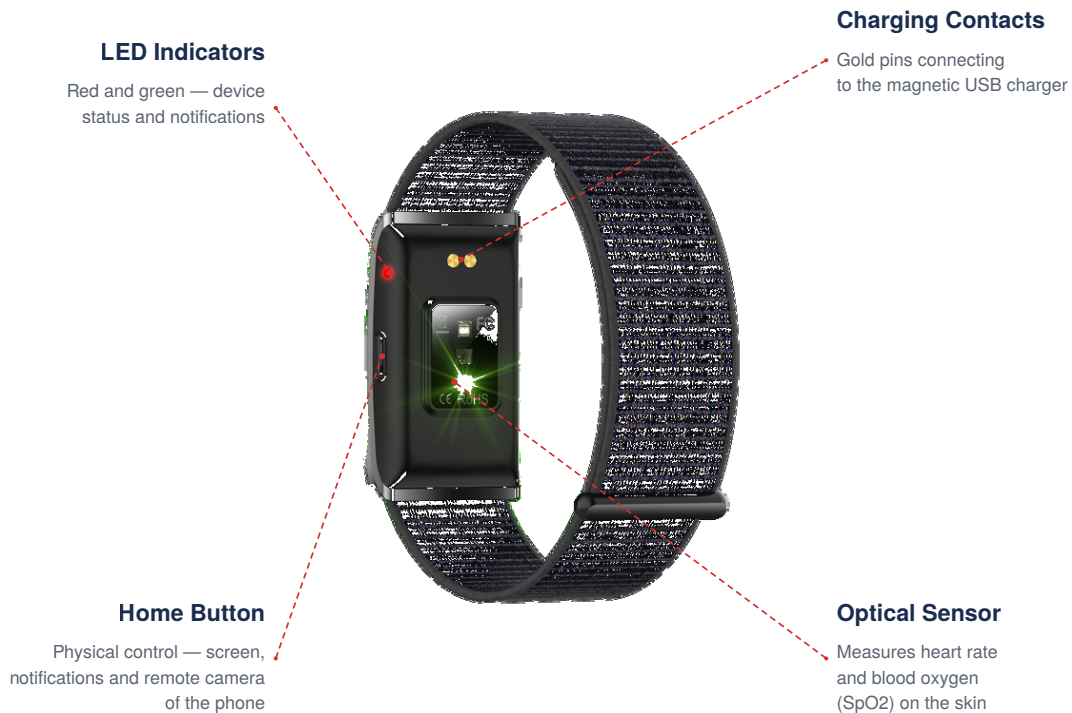 LED Indicators
Red and green — device
status and notifications
Charging Contacts
Gold pins connecting
to the magnetic USB charger
CE RoHS
Home Button
Physical control — screen,
notifications and remote camera
of the phone
Optical Sensor
Measures heart rate
and blood oxygen
(SpO2) on the skin